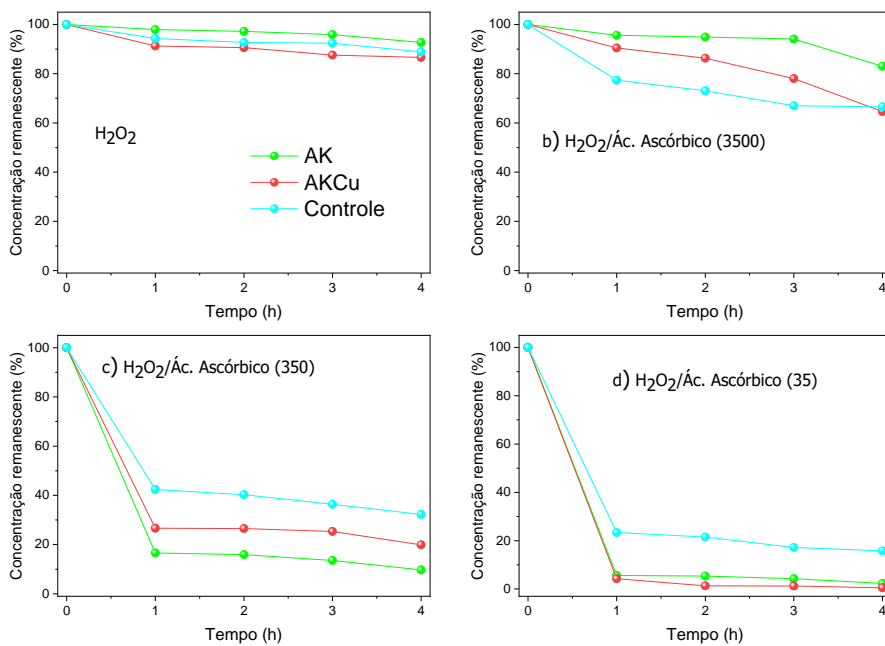 100
80
60
40
20
0
Concentração remanescente (%)
H₂O₂
AK
AKCu
Controle
0 1 2 3 4
Tempo (h)
100
80
60
40
20
0
Concentração remanescente (%)
b) H₂O₂/Ác. Ascórbico (3500)
0 1 2 3 4
Tempo (h)
100
80
60
40
20
0
Concentração remanescente (%)
c) H₂O₂/Ác. Ascórbico (350)
0 1 2 3 4
Tempo (h)
100
80
60
40
20
0
Concentração remanescente (%)
d) H₂O₂/Ác. Ascórbico (35)
0 1 2 3 4
Tempo (h)